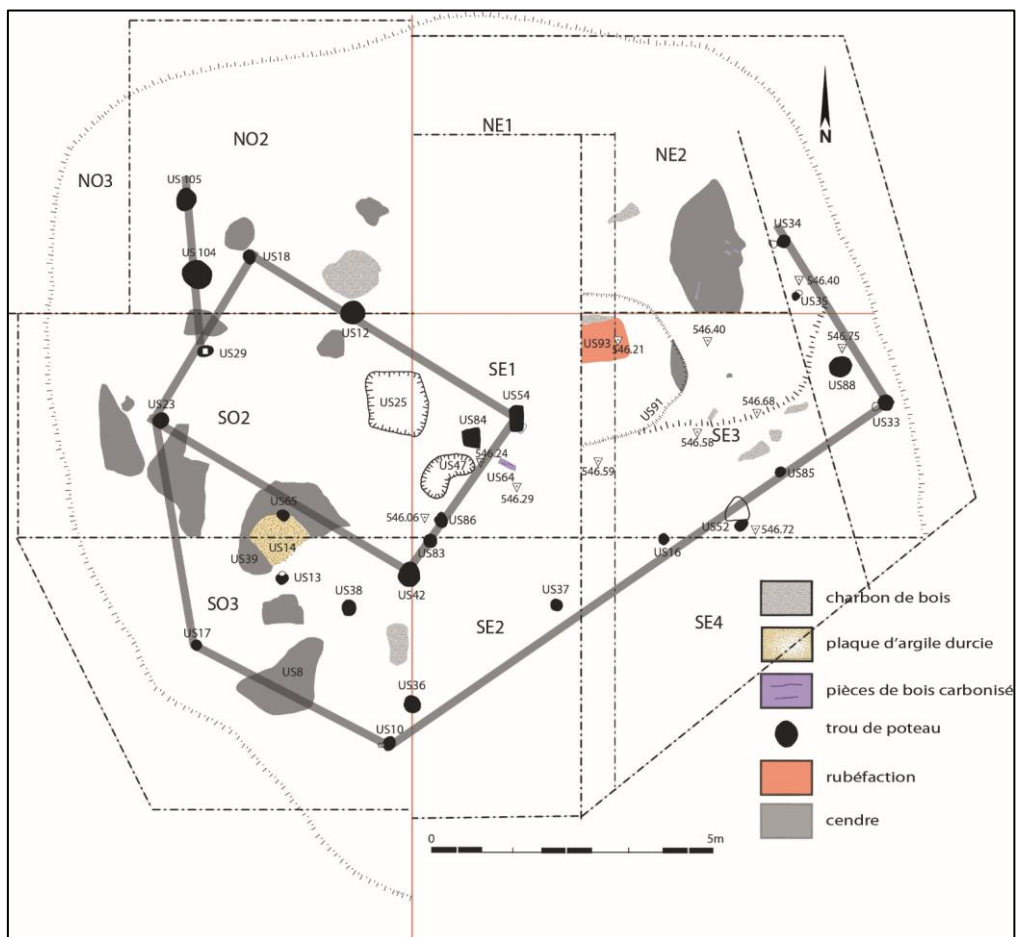 NO2
NO3
NE1
NE2
N
US105
US104
US18
US34
546.40
US35
US12
US29
US93
546.21
546.40
546.75
US88
SE1
US54
US25
US23
SO2
US84
US91
546.68
546.58
SE3
US33
546.24
US47
US64
546.29
546.59
US85
US65
546.06
US86
US52
546.72
US14
US39
US83
US16
US13
US42
US38
US37
SO3
SE2
SE4
US17
US8
US36
US10
charbon de bois
plaque d'argile durcie
pièces de bois carbonisé
trou de poteau
rubéfaction
cendre
0
5m